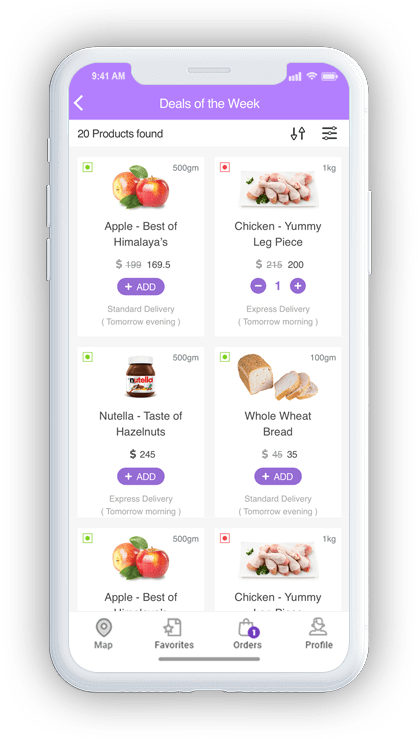 9:41 AM
Deals of the Week
20 Products found
500gm
Apple - Best of
Himalaya's
$ 199 169.5
+ ADD
Standard Delivery
( Tomorrow evening )
1kg
Chicken - Yummy
Leg Piece
$ 215 200
− 1 +
Express Delivery
( Tomorrow morning )
500gm
nutella
Nutella - Taste of
Hazelnuts
$ 245
+ ADD
Express Delivery
( Tomorrow morning )
100gm
Whole Wheat
Bread
$ 45 35
+ ADD
Standard Delivery
( Tomorrow evening )
500gm
Apple - Best of
Himalaya's
1kg
Chicken - Yummy
Leg Piece
Map
Favorites
1
Orders
Profile